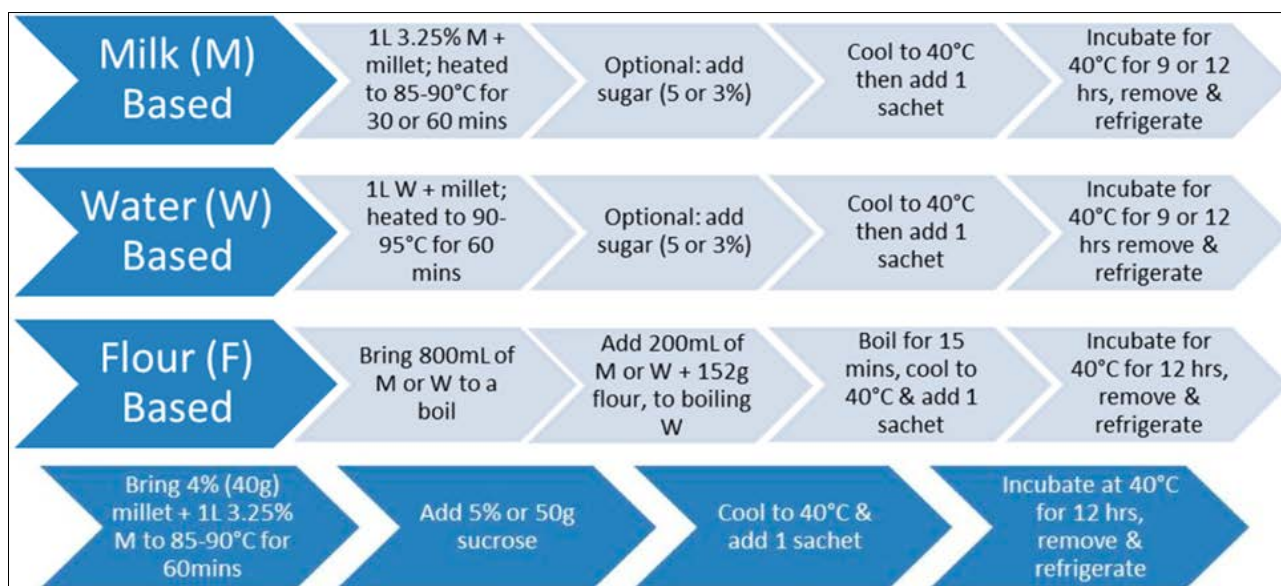 Milk (M)
Based
1L 3.25% M +
millet; heated
to 85-90°C for
30 or 60 mins
Optional: add
sugar (5 or 3%)
Cool to 40°C
then add 1
sachet
Incubate for
40°C for 9 or 12
hrs, remove &
refrigerate
Water (W)
Based
1L W + millet;
heated to 90-
95°C for 60
mins
Optional: add
sugar (5 or 3%)
Cool to 40°C
then add 1
sachet
Incubate for
40°C for 9 or 12
hrs remove &
refrigerate
Flour (F)
Based
Bring 800mL of
M or W to a
boil
Add 200mL of
M or W + 152g
flour, to boiling
W
Boil for 15
mins, cool to
40°C & add 1
sachet
Incubate for
40°C for 12 hrs,
remove &
refrigerate
Bring 4% (40g)
millet + 1L 3.25%
M to 85-90°C for
60mins
Add 5% or 50g
sucrose
Cool to 40°C &
add 1 sachet
Incubate at 40°C
for 12 hrs,
remove &
refrigerate